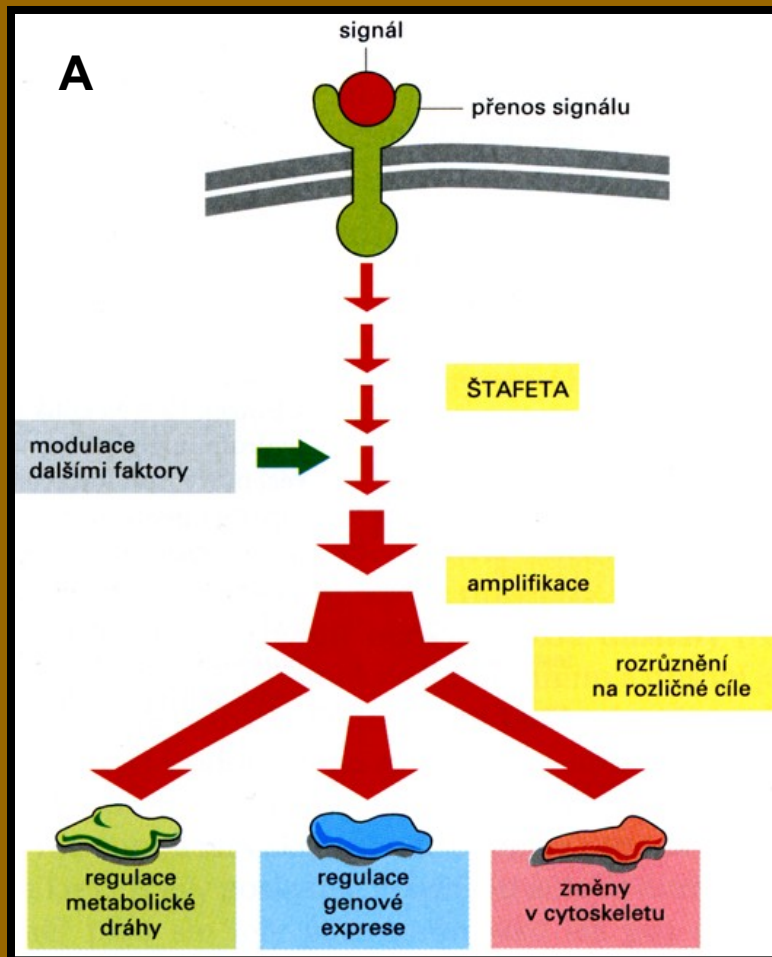 signál
A
přenos signálu
ŠTAFETA
modulace
dalšími faktory
amplifikace
rozrůznění
na rozličné cíle
regulace
metabolické
dráhy
regulace
genové
exprese
změny
v cytoskeletu